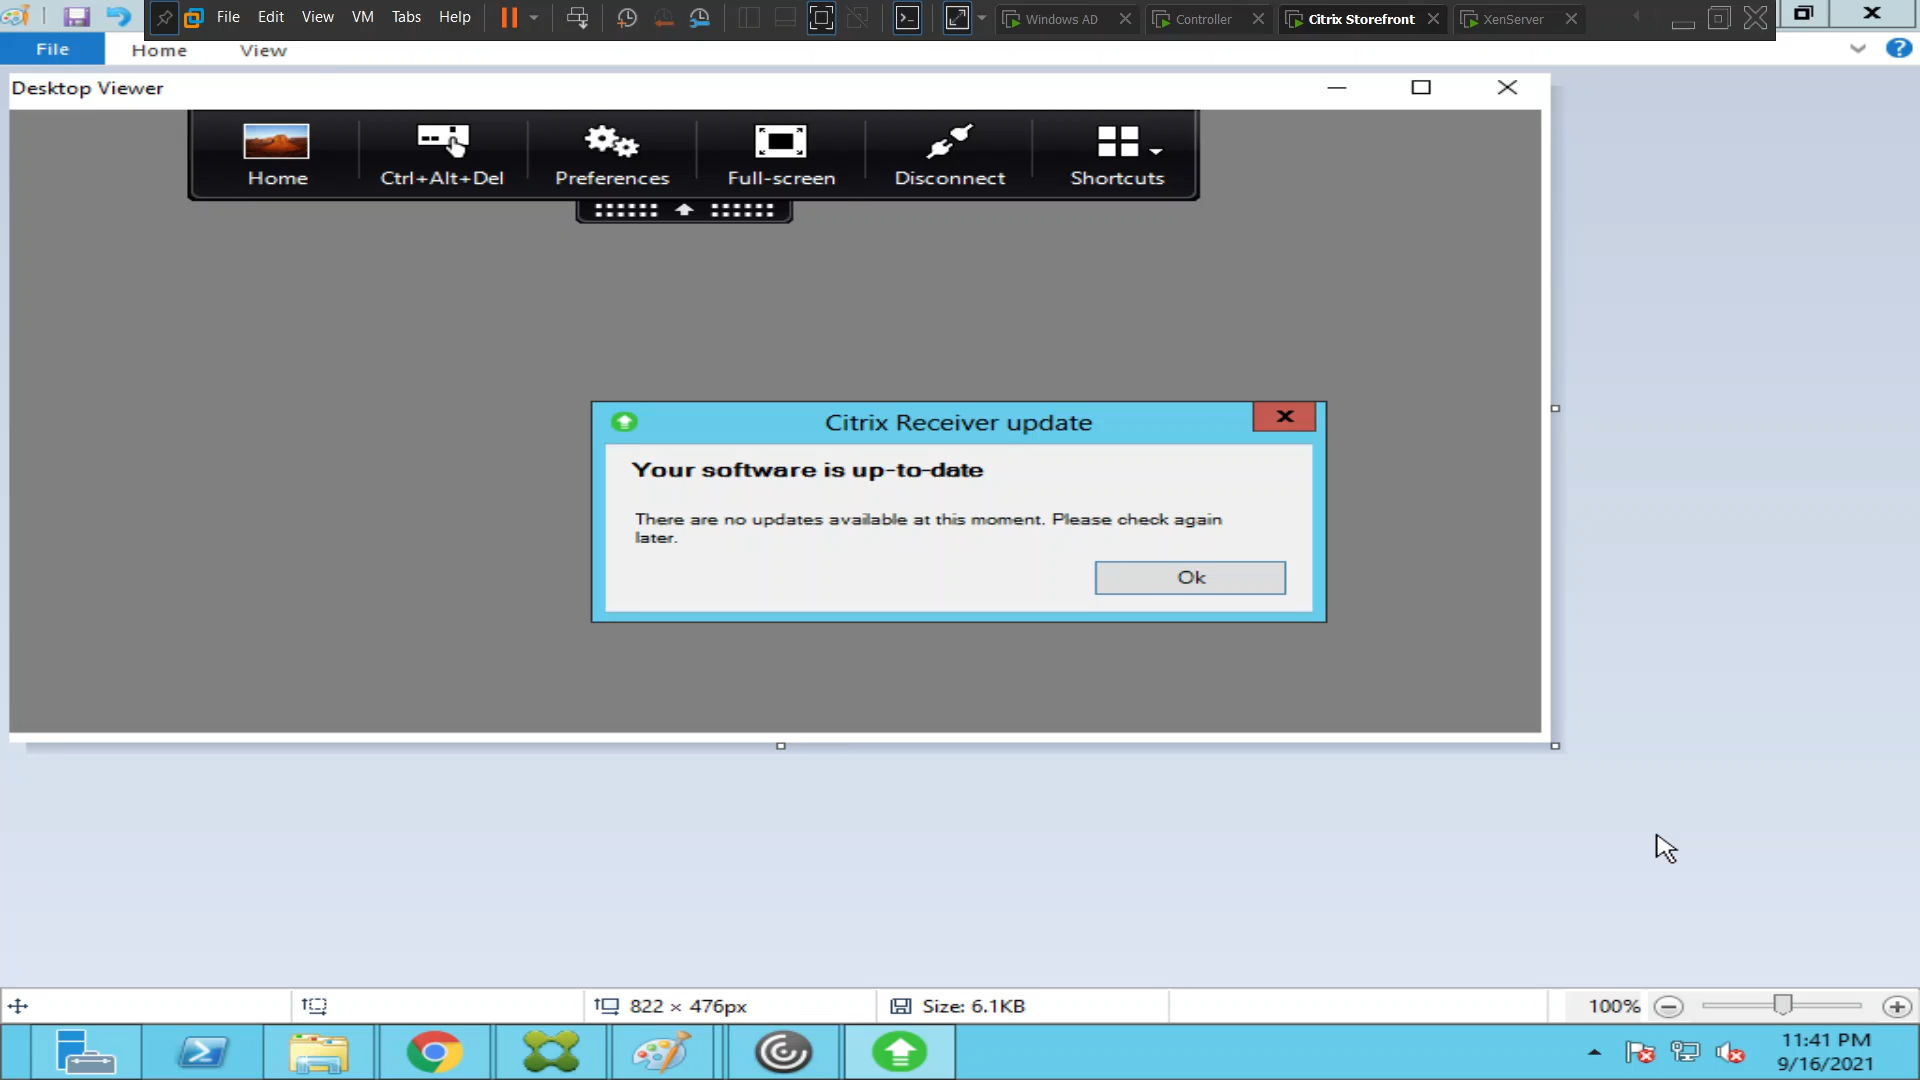 File Edit View VM Tabs Help Windows AD Controller Citrix Storefront XenServer
File Home View
Desktop Viewer
Home Ctrl+Alt+Del Preferences Full-screen Disconnect Shortcuts
Citrix Receiver update
Your software is up-to-date
There are no updates available at this moment. Please check again
later.
Ok
822 × 476px Size: 6.1KB 100%
11:41 PM
9/16/2021